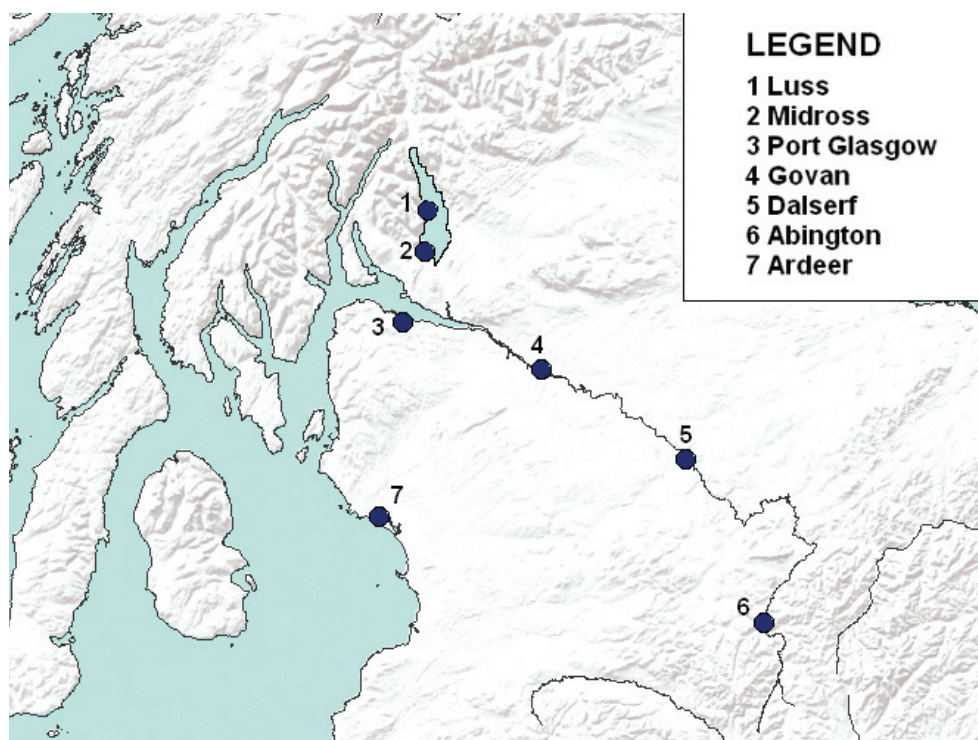 LEGEND
1 Luss
2 Midross
3 Port Glasgow
4 Govan
5 Dalserf
6 Abington
7 Ardeer
1
2
3
4
5
7
6